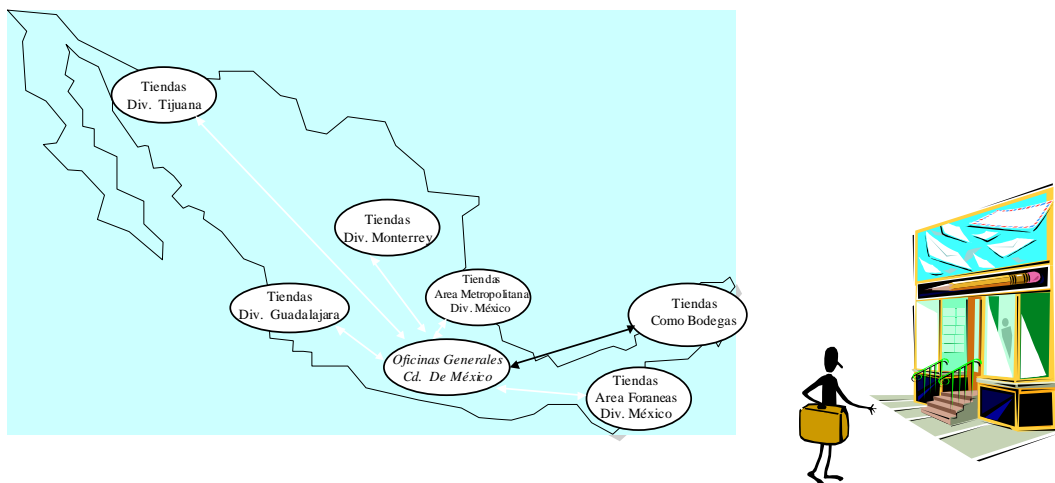 Tiendas
Div. Tijuana
Tiendas
Div. Monterrey
Tiendas
Area Metropolitana
Div. México
Tiendas
Div. Guadalajara
Tiendas
Como Bodegas
Oficinas Generales
Cd. De México
Tiendas
Area Foraneas
Div. México